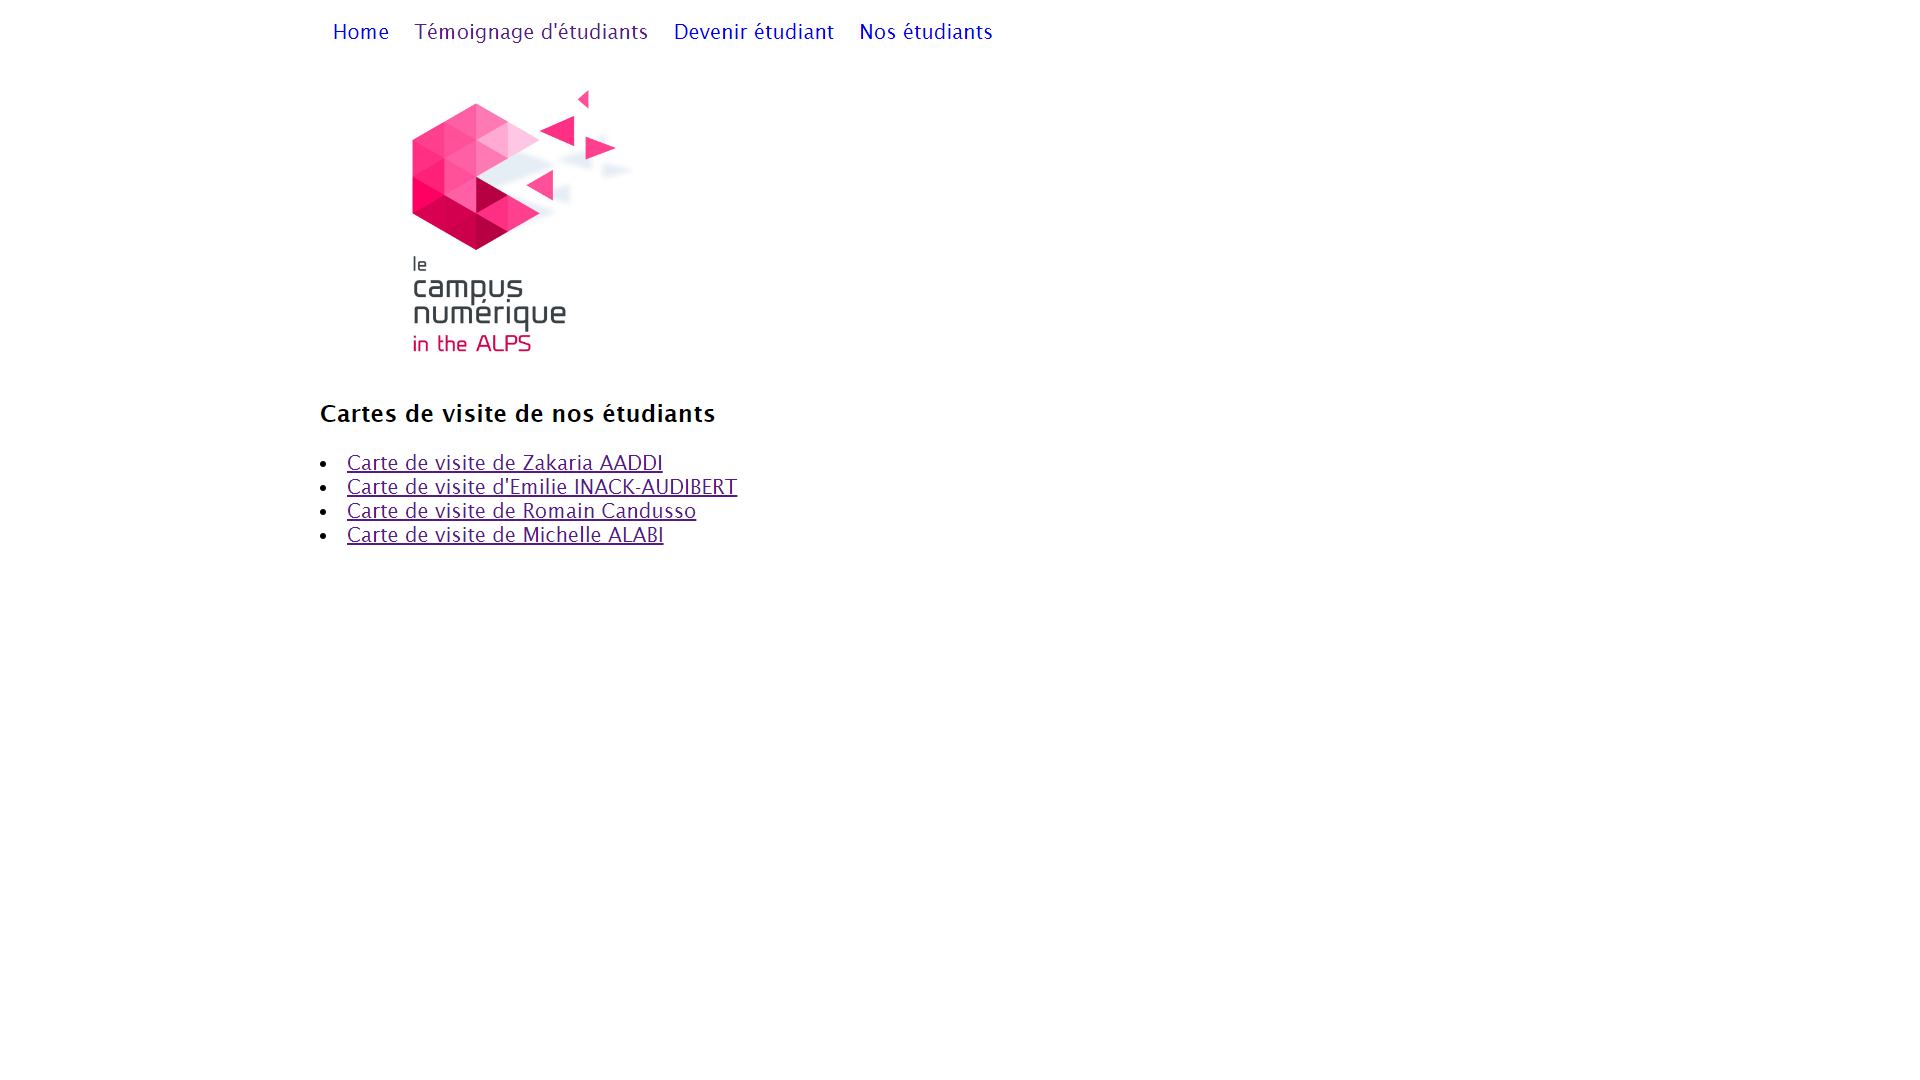 Home Témoignage d'étudiants Devenir étudiant Nos étudiants
le
campus
numérique
in the ALPS
Cartes de visite de nos étudiants
Carte de visite de Zakaria AADDI
Carte de visite d'Emilie INACK-AUDIBERT
Carte de visite de Romain Candusso
Carte de visite de Michelle ALABI